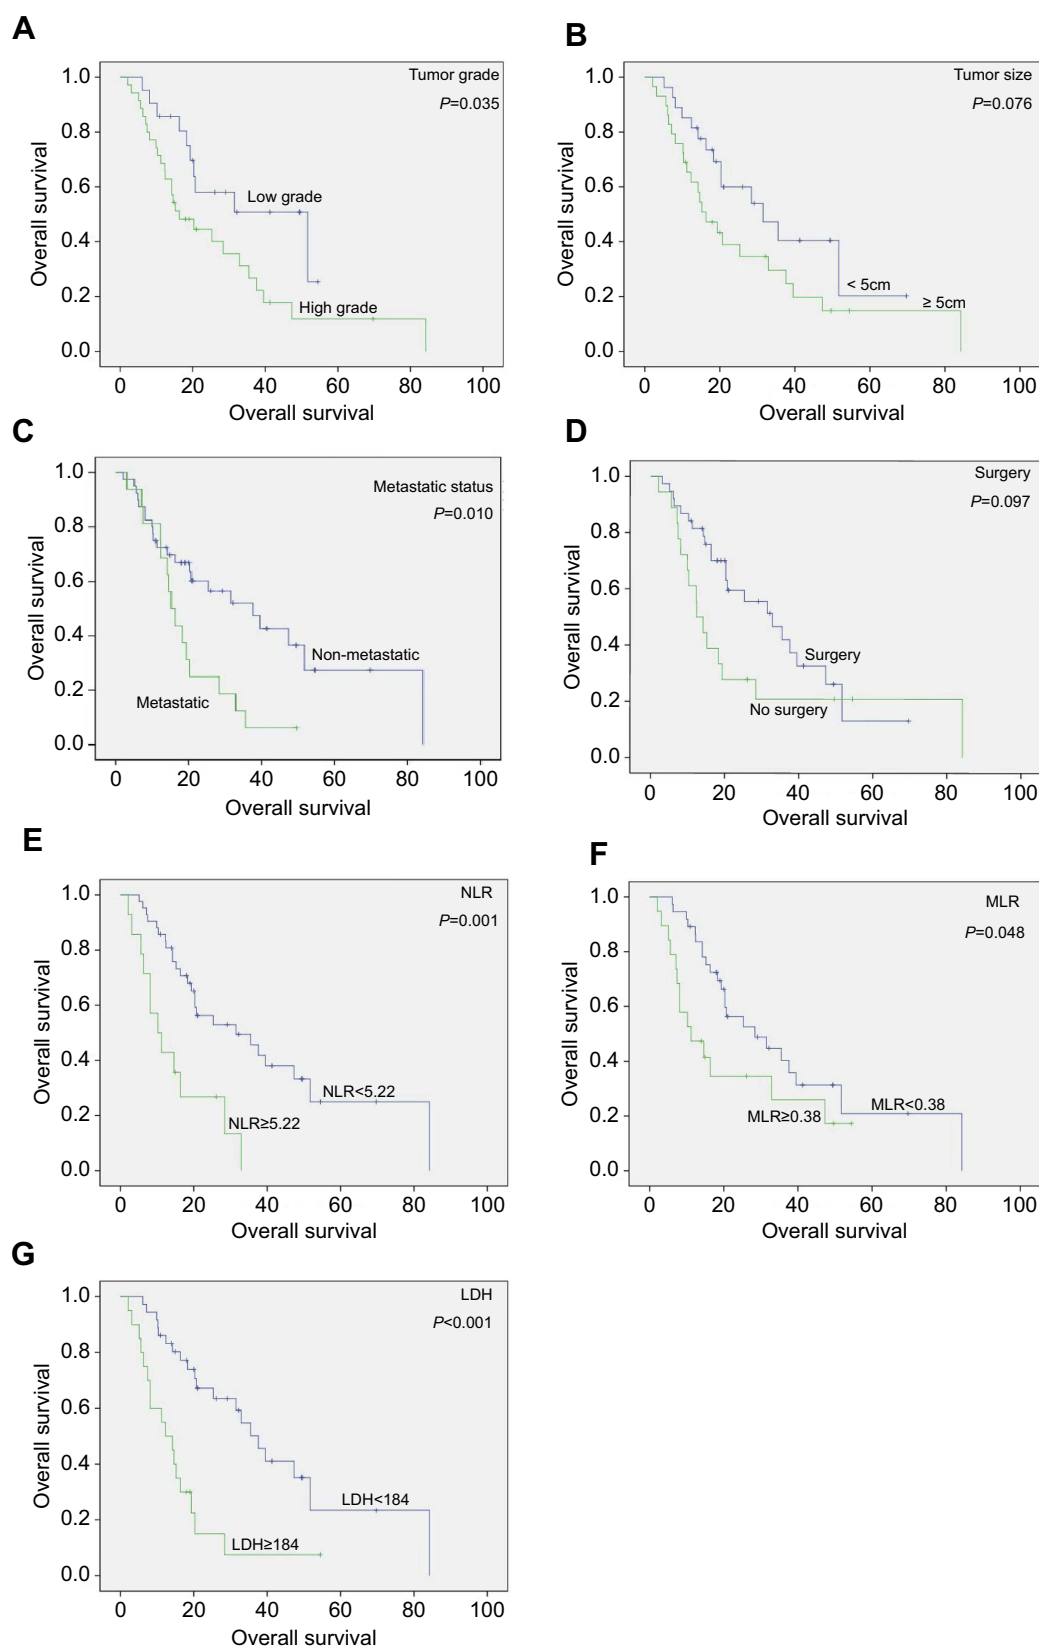 A
Tumor grade
P=0.035
1.0
0.8
0.6
0.4
0.2
0.0
Overall survival
Low grade
High grade
0 20 40 60 80 100
Overall survival
B
Tumor size
P=0.076
1.0
0.8
0.6
0.4
0.2
0.0
Overall survival
< 5cm
≥ 5cm
0 20 40 60 80 100
Overall survival
C
Metastatic status
P=0.010
1.0
0.8
0.6
0.4
0.2
0.0
Overall survival
Non-metastatic
Metastatic
0 20 40 60 80 100
Overall survival
D
Surgery
P=0.097
1.0
0.8
0.6
0.4
0.2
0.0
Overall survival
Surgery
No surgery
0 20 40 60 80 100
Overall survival
E
NLR
P=0.001
1.0
0.8
0.6
0.4
0.2
0.0
Overall survival
NLR<5.22
NLR≥5.22
0 20 40 60 80 100
Overall survival
F
MLR
P=0.048
1.0
0.8
0.6
0.4
0.2
0.0
Overall survival
MLR<0.38
MLR≥0.38
0 20 40 60 80 100
Overall survival
G
LDH
P<0.001
1.0
0.8
0.6
0.4
0.2
0.0
Overall survival
LDH<184
LDH≥184
0 20 40 60 80 100
Overall survival